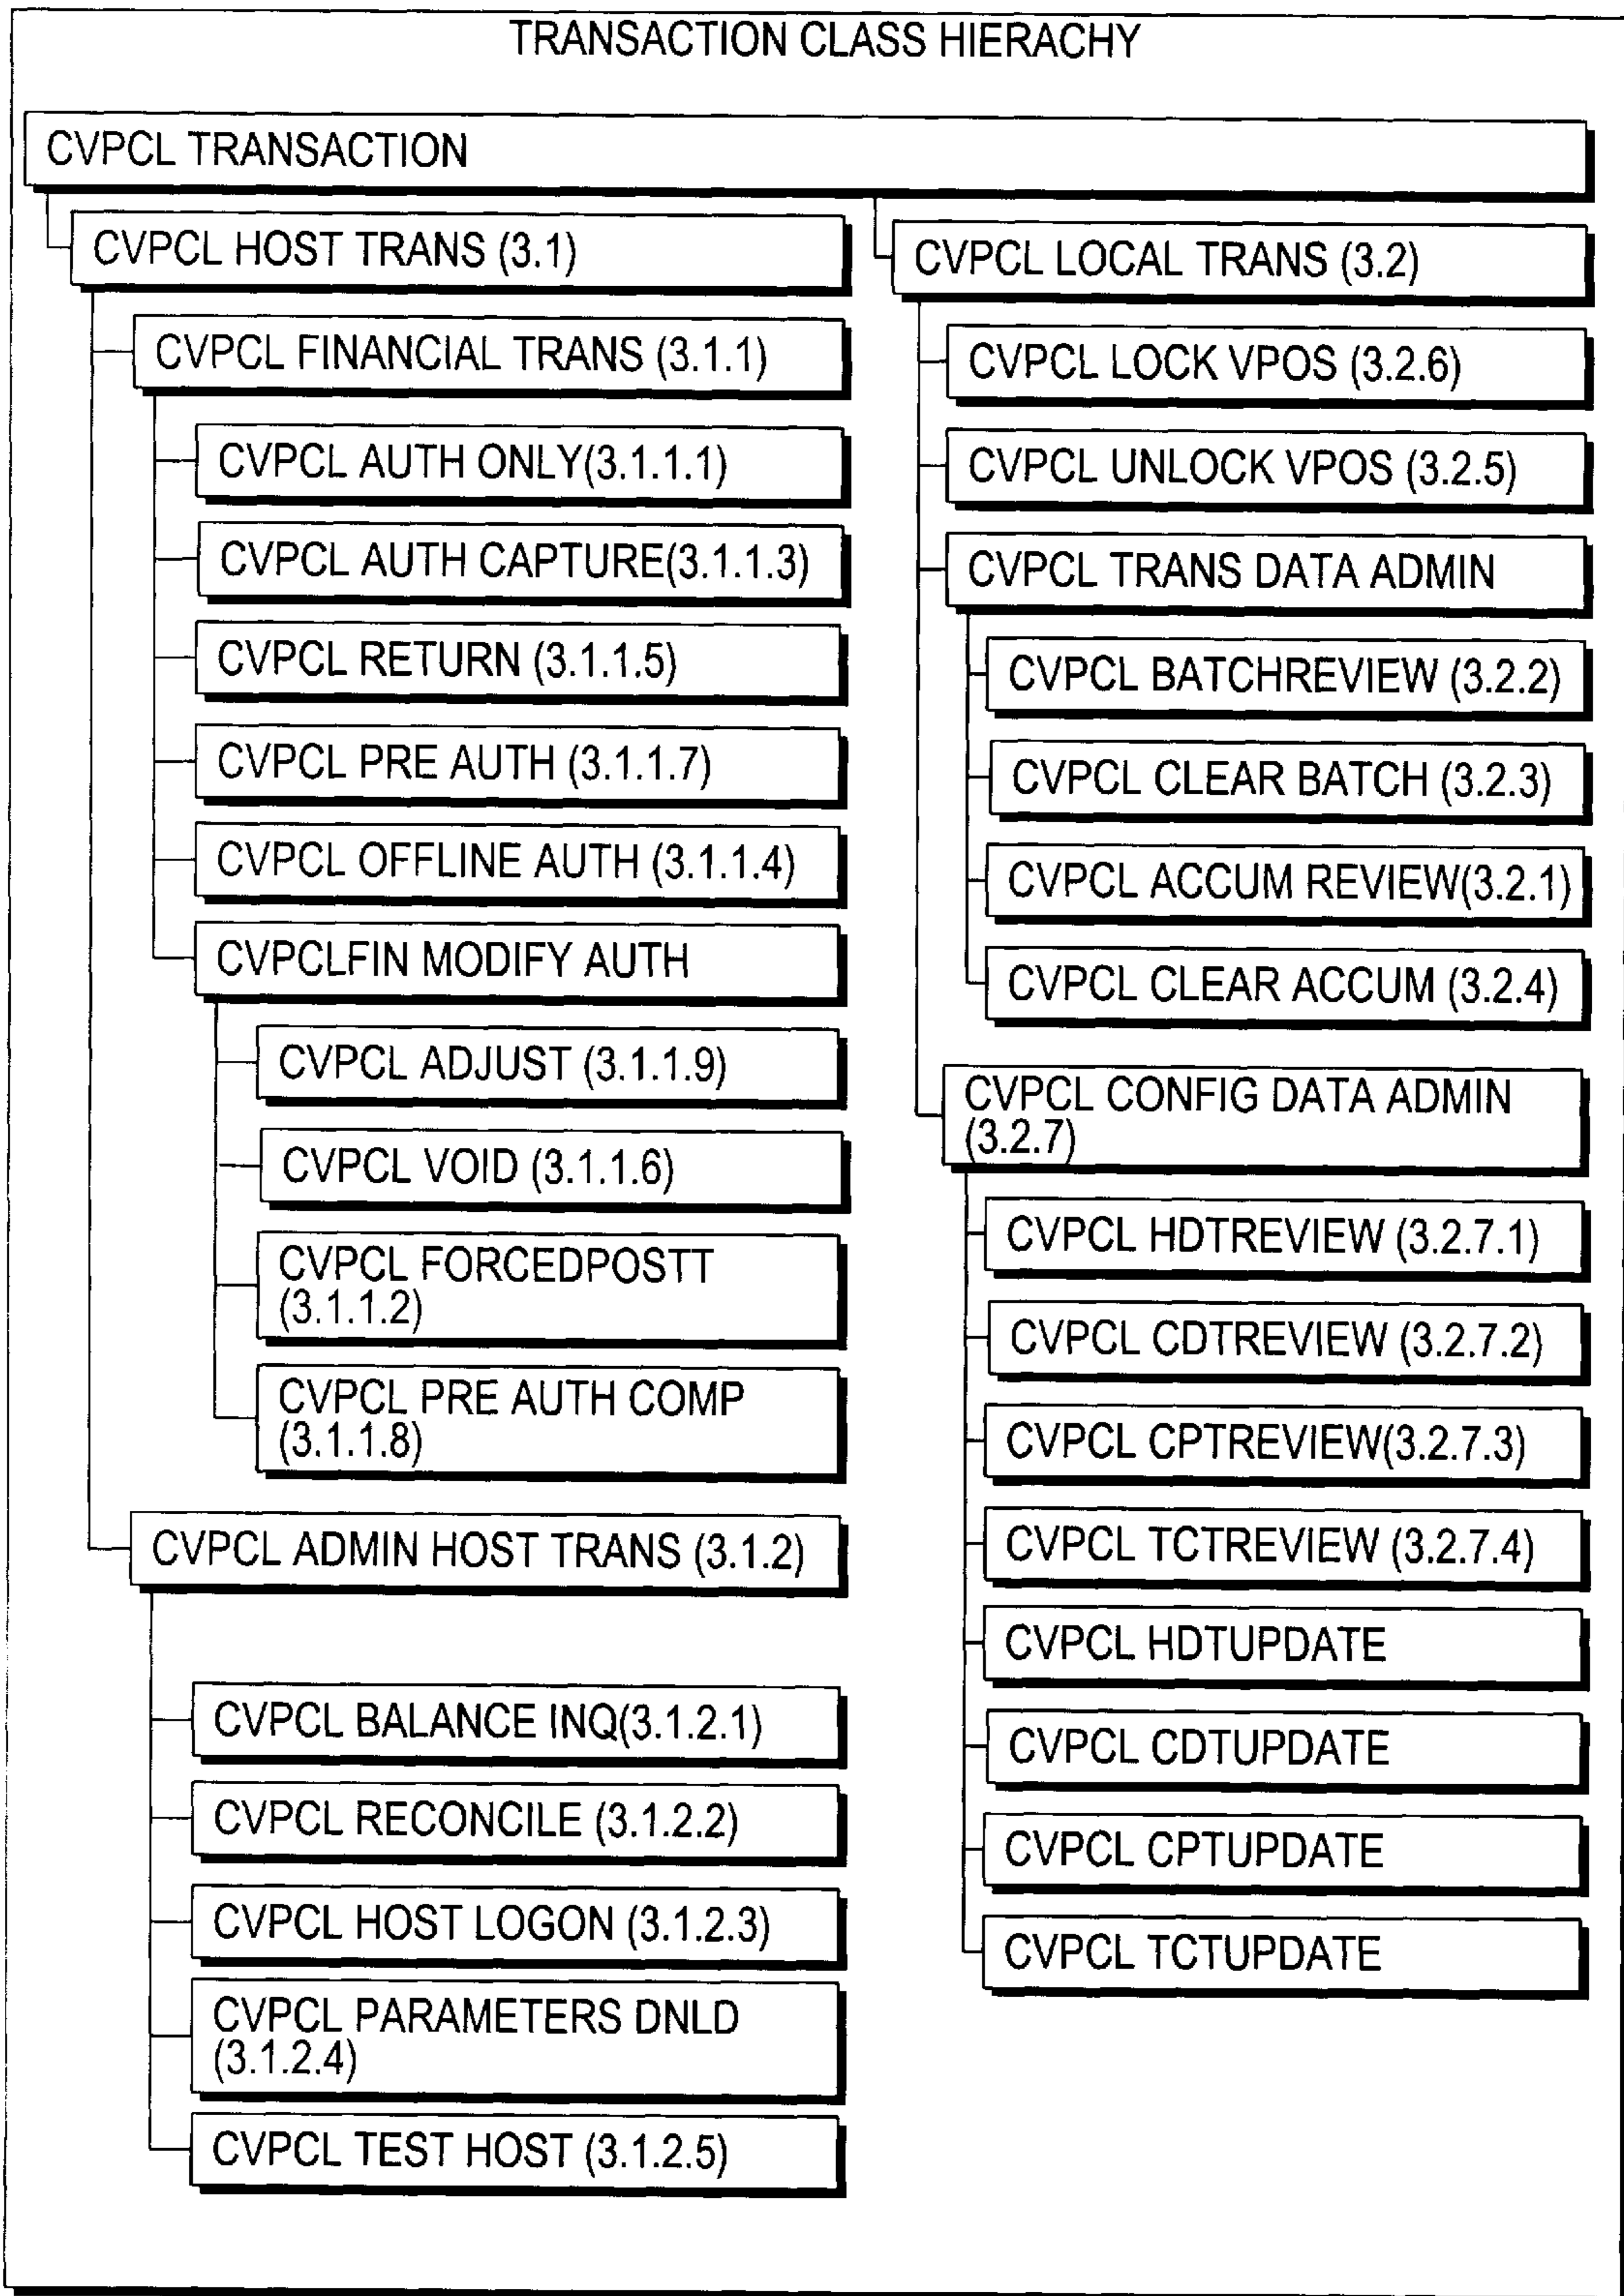 TRANSACTION CLASS HIERACHY
CVPCL TRANSACTION
CVPCL HOST TRANS (3.1)
CVPCL FINANCIAL TRANS (3.1.1)
CVPCL AUTH ONLY(3.1.1.1)
CVPCL AUTH CAPTURE(3.1.1.3)
CVPCL RETURN (3.1.1.5)
CVPCL PRE AUTH (3.1.1.7)
CVPCL OFFLINE AUTH (3.1.1.4)
CVPCLFIN MODIFY AUTH
CVPCL ADJUST (3.1.1.9)
CVPCL VOID (3.1.1.6)
CVPCL FORCEDPOSTT
(3.1.1.2)
CVPCL PRE AUTH COMP
(3.1.1.8)
CVPCL ADMIN HOST TRANS (3.1.2)
CVPCL BALANCE INQ(3.1.2.1)
CVPCL RECONCILE (3.1.2.2)
CVPCL HOST LOGON (3.1.2.3)
CVPCL PARAMETERS DNLD
(3.1.2.4)
CVPCL TEST HOST (3.1.2.5)
CVPCL LOCAL TRANS (3.2)
CVPCL LOCK VPOS (3.2.6)
CVPCL UNLOCK VPOS (3.2.5)
CVPCL TRANS DATA ADMIN
CVPCL BATCHREVIEW (3.2.2)
CVPCL CLEAR BATCH (3.2.3)
CVPCL ACCUM REVIEW(3.2.1)
CVPCL CLEAR ACCUM (3.2.4)
CVPCL CONFIG DATA ADMIN
(3.2.7)
CVPCL HDTREVIEW (3.2.7.1)
CVPCL CDTREVIEW (3.2.7.2)
CVPCL CPTREVIEW(3.2.7.3)
CVPCL TCTREVIEW (3.2.7.4)
CVPCL HDTUPDATE
CVPCL CDTUPDATE
CVPCL CPTUPDATE
CVPCL TCTUPDATE